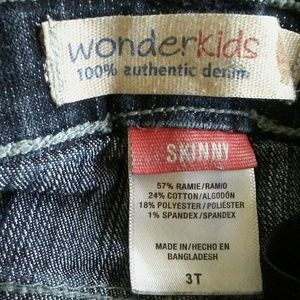 wonderkids
100% authentic denim
SKINNY
57% RAMIE/RAMIO
24% COTTON/ALGODÓN
18% POLYESTER/POLIÉSTER
1% SPANDEX/SPANDEX
MADE IN/HECHO EN
BANGLADESH
3T